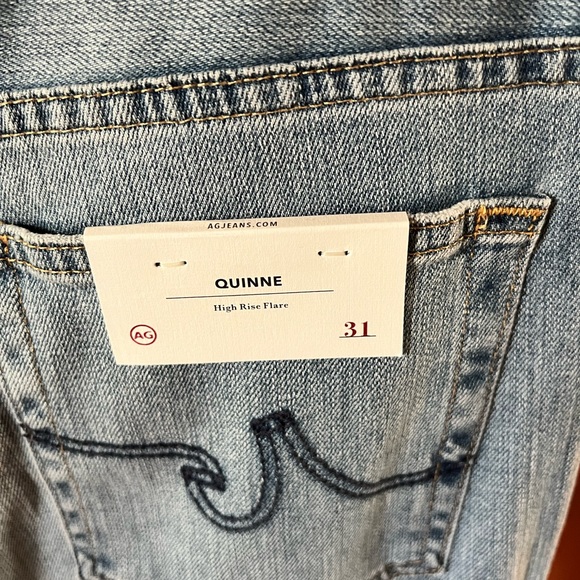 AGJEANS.COM
QUINNE
High Rise Flare
AG
31